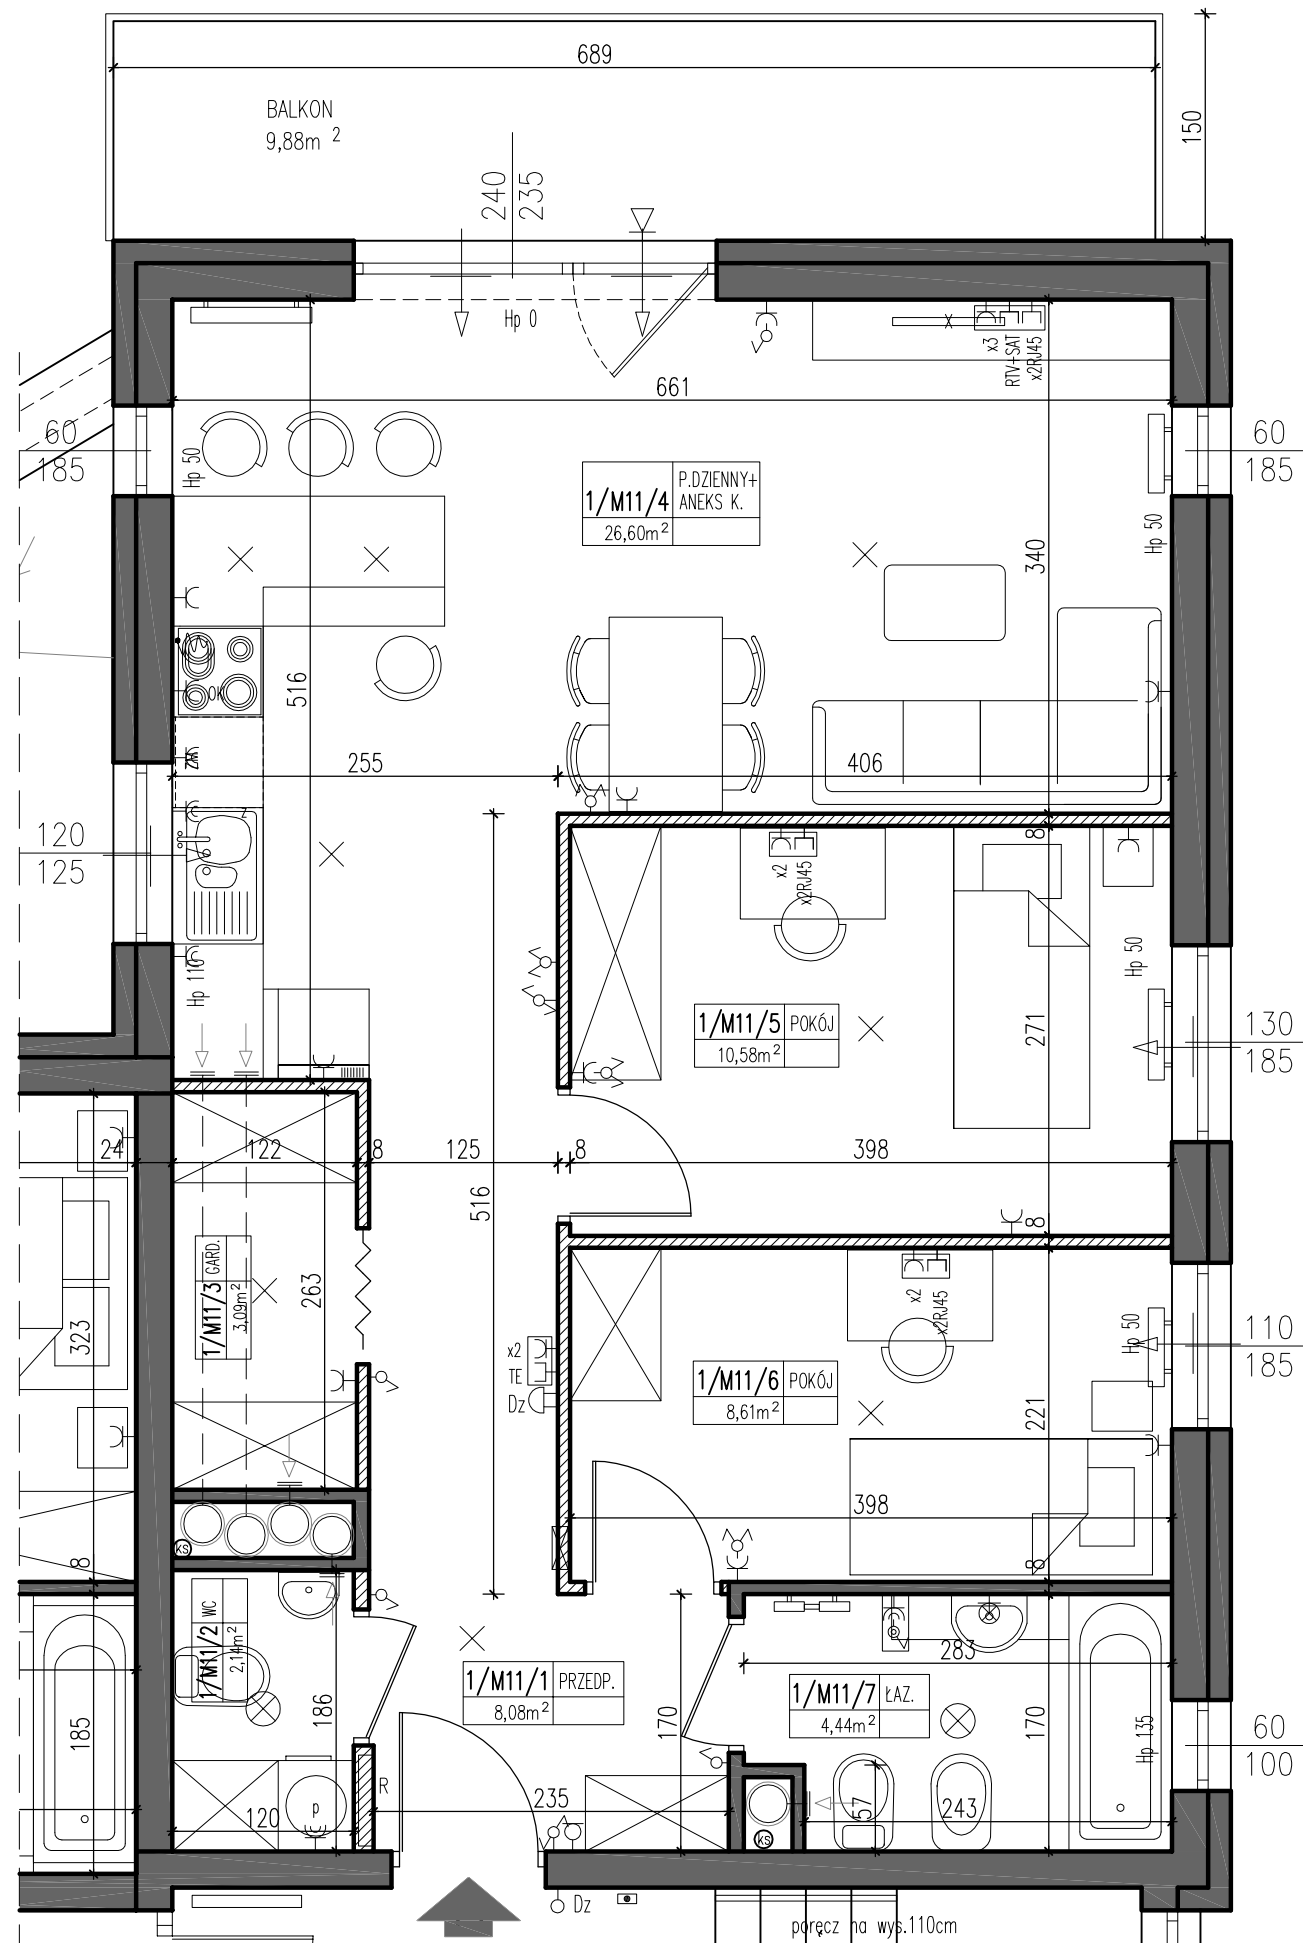 689
BALKON
9,88m 2
150
240
235
Hp 0
x3
RTV+SAT
x2RJ45
X
661
60
185
Hp 50
1/M11/4 P.DZIENNY+
ANEKS K.
26,60m²
60
185
Hp 50
340
516
OK
ZM
255
406
120
125
Z
8
x2
x2RJ45
Hp 50
Hp 110
1/M11/5 POKÓJ
10,58m²
271
130
185
24
122
8
125
8
398
516
8
1/M11/3 GARD.
3,09m²
263
323
x2
x2RJ45
x2
TE
Dz
Hp 50
110
185
1/M11/6 POKÓJ
8,61m²
221
398
KS
8
8
1/M11/2 WC
2,14m²
186
185
1/M11/1 PRZEDP.
8,08m²
170
283
1/M11/7 ŁAZ.
4,44m²
170
Hp 135
60
100
R
p
120
235
57
243
KS
Dz
poręcz na wys.110cm